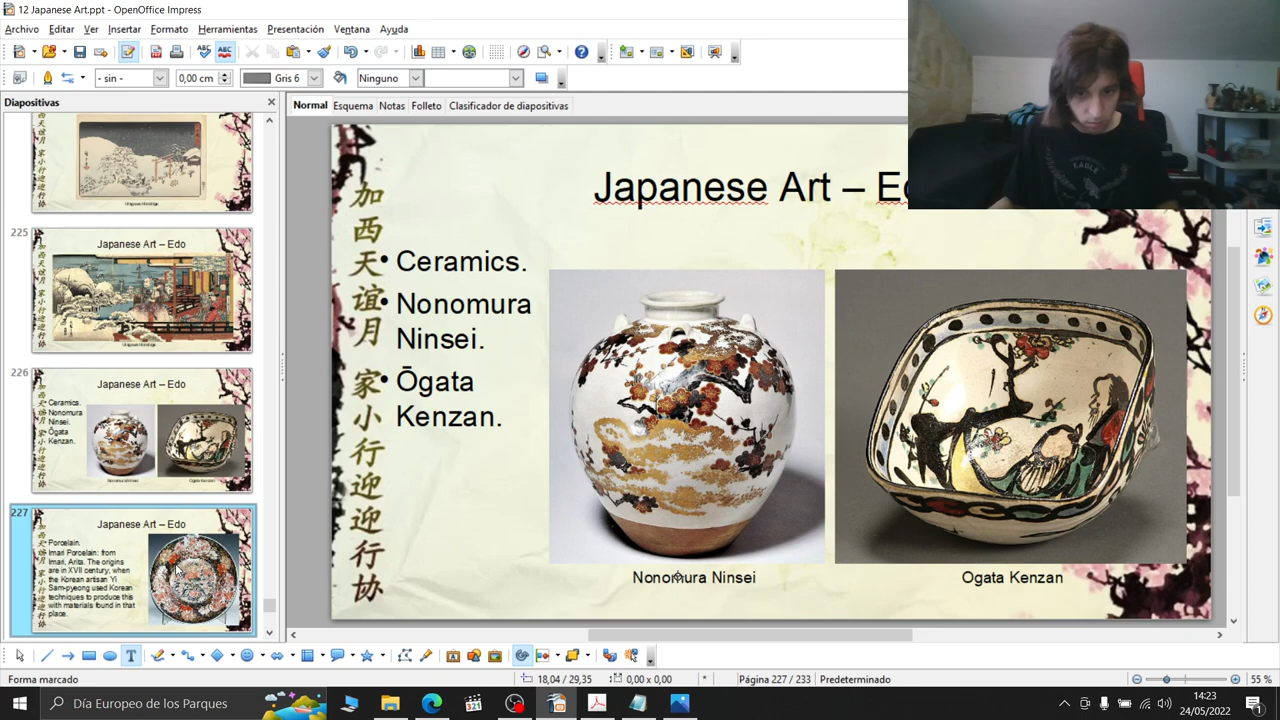 12 Japanese Art.ppt - OpenOffice Impress
Archivo Editar Ver Insertar Formato Herramientas Presentación Ventana Ayuda
- sin -
0,00 cm
Gris 6
Ninguno
Diapositivas
Normal Esquema Notas Folleto Clasificador de diapositivas
225
Japanese Art – Edo
226
Japanese Art – Edo
Ceramics.
Nonomura
Ninsei.
Ōgata
Kenzan.
227
Japanese Art – Edo
Porcelain.
Imari Porcelain: from
Imari, Arita. The origins
are in XVII century, when
the Korean artisan Yi
Sam-pyeong used Korean
techniques to produce this
with materials found in that
place.
加
西
天
谊
月
家
小
行
迎
迎
行
协
Japanese Art – Ed
• Ceramics.
• Nonomura
Ninsei.
• Ōgata
Kenzan.
Nonomura Ninsei
Ogata Kenzan
EAGLE
Forma marcado
18,04 / 29,35
0,00 x 0,00
*
Página 227 / 233
Predeterminado
55 %
Día Europeo de los Parques
321
14:23
24/05/2022
1